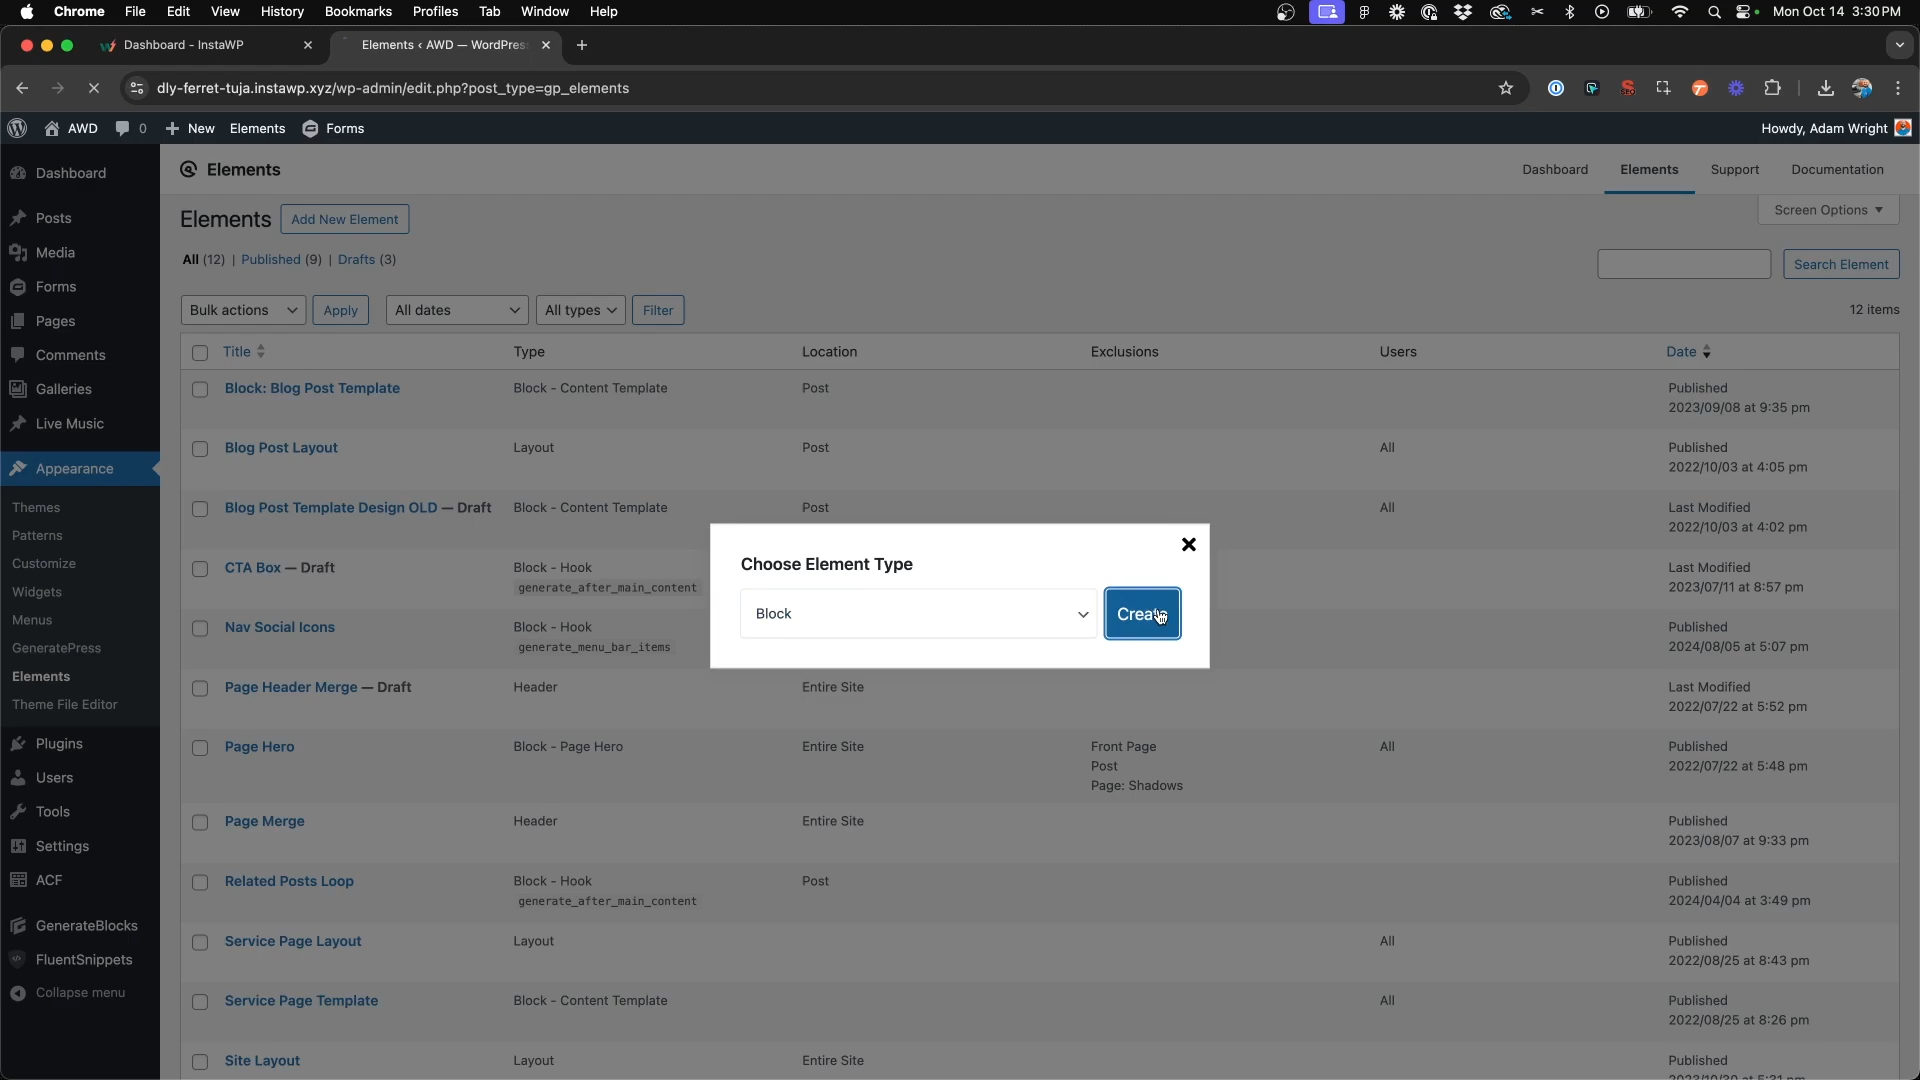 Chrome File Edit View History Bookmarks Profiles Tab Window Help
Mon Oct 14 3:30 PM
Dashboard - InstaWP
Elements ‹ AWD — WordPres
dly-ferret-tuja.instawp.xyz/wp-admin/edit.php?post_type=gp_elements
AWD 0 New Elements Forms
Howdy, Adam Wright
Dashboard
Posts
Media
Forms
Pages
Comments
Galleries
Live Music
Appearance
Themes
Patterns
Customize
Widgets
Menus
GeneratePress
Elements
Theme File Editor
Plugins
Users
Tools
Settings
ACF
GenerateBlocks
FluentSnippets
Collapse menu
Elements
Dashboard Elements Support Documentation
Elements Add New Element
Screen Options
All (12) | Published (9) | Drafts (3)
Search Element
Bulk actions Apply All dates All types Filter
12 items
Title Type Location Exclusions Users Date
Block: Blog Post Template Block - Content Template Post Published
2023/09/08 at 9:35 pm
Blog Post Layout Layout Post All Published
2022/10/03 at 4:05 pm
Blog Post Template Design OLD — Draft Block - Content Template Post All Last Modified
2022/10/03 at 4:02 pm
CTA Box — Draft Block - Hook Last Modified
generate_after_main_content 2023/07/11 at 8:57 pm
Nav Social Icons Block - Hook Published
generate_menu_bar_items 2024/08/05 at 5:07 pm
Page Header Merge — Draft Header Entire Site Last Modified
2022/07/22 at 5:52 pm
Page Hero Block - Page Hero Entire Site Front Page All Published
Post 2022/07/22 at 5:48 pm
Page: Shadows
Page Merge Header Entire Site Published
2023/08/07 at 9:33 pm
Related Posts Loop Block - Hook Post Published
generate_after_main_content 2024/04/04 at 3:49 pm
Service Page Layout Layout All Published
2022/08/25 at 8:43 pm
Service Page Template Block - Content Template All Published
2022/08/25 at 8:26 pm
Site Layout Layout Entire Site Published
Choose Element Type
Block
Create